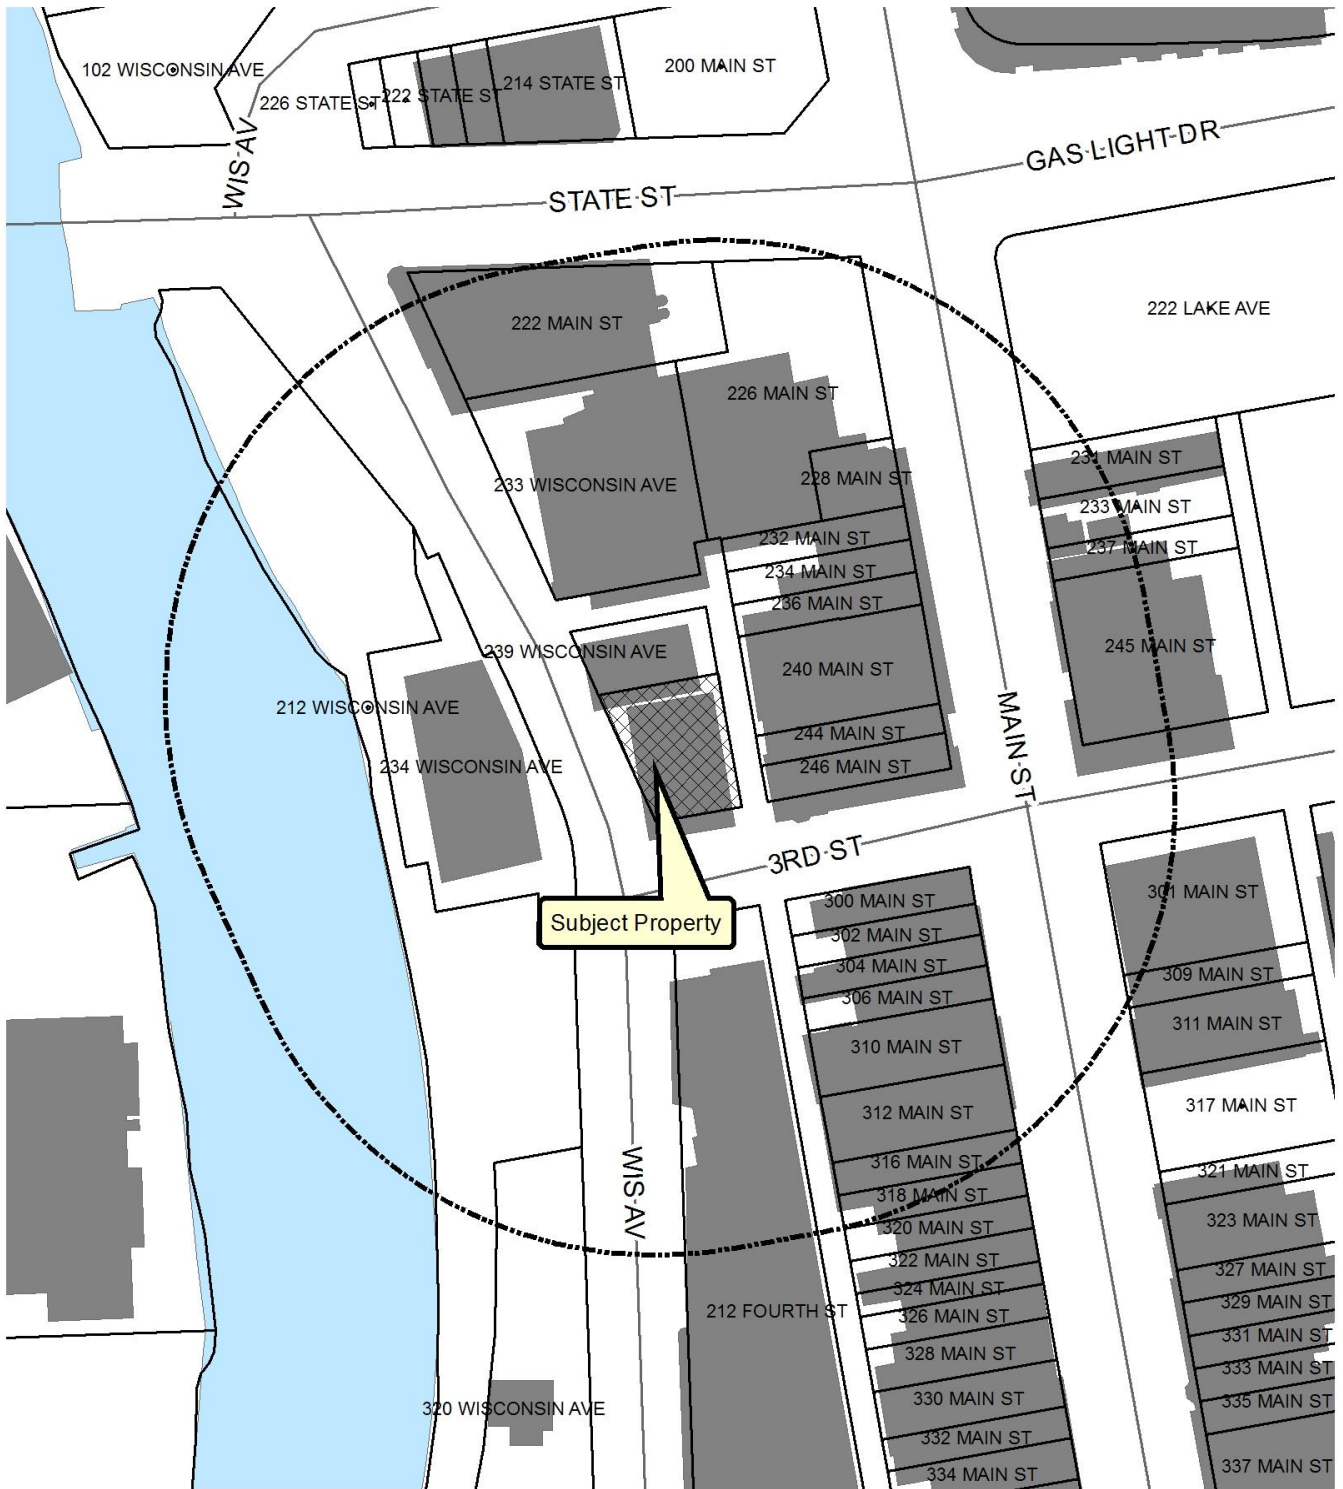 102 WISCONSIN AVE
226 STATE ST
222 STATE ST
214 STATE ST
200 MAIN ST
WIS AV
STATE ST
GAS LIGHT DR
222 MAIN ST
222 LAKE AVE
226 MAIN ST
231 MAIN ST
233 WISCONSIN AVE
228 MAIN ST
233 MAIN ST
232 MAIN ST
237 MAIN ST
234 MAIN ST
236 MAIN ST
239 WISCONSIN AVE
240 MAIN ST
245 MAIN ST
212 WISCONSIN AVE
MAIN ST
244 MAIN ST
234 WISCONSIN AVE
246 MAIN ST
3RD ST
Subject Property
300 MAIN ST
301 MAIN ST
302 MAIN ST
304 MAIN ST
309 MAIN ST
306 MAIN ST
311 MAIN ST
310 MAIN ST
312 MAIN ST
317 MAIN ST
316 MAIN ST
321 MAIN ST
WIS AV
318 MAIN ST
320 MAIN ST
323 MAIN ST
322 MAIN ST
327 MAIN ST
324 MAIN ST
329 MAIN ST
212 FOURTH ST
326 MAIN ST
331 MAIN ST
328 MAIN ST
333 MAIN ST
330 MAIN ST
335 MAIN ST
320 WISCONSIN AVE
332 MAIN ST
337 MAIN ST
334 MAIN ST